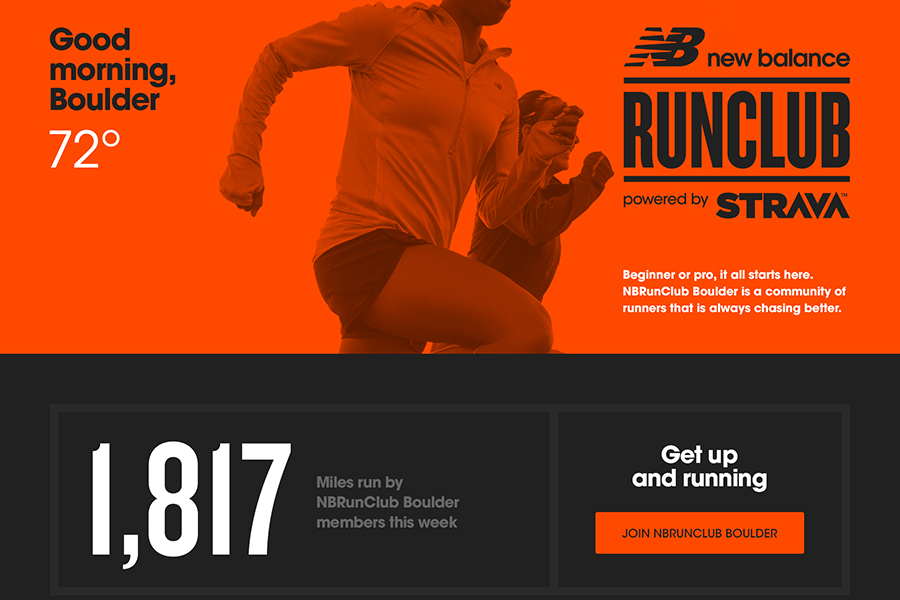 Good
morning,
Boulder
72°
NB new balance
RUNCLUB
powered by STRAVA™
Beginner or pro, it all starts here.
NBRunClub Boulder is a community of
runners that is always chasing better.
1,817
Miles run by
NBRunClub Boulder
members this week
Get up
and running
JOIN NBRUNCLUB BOULDER